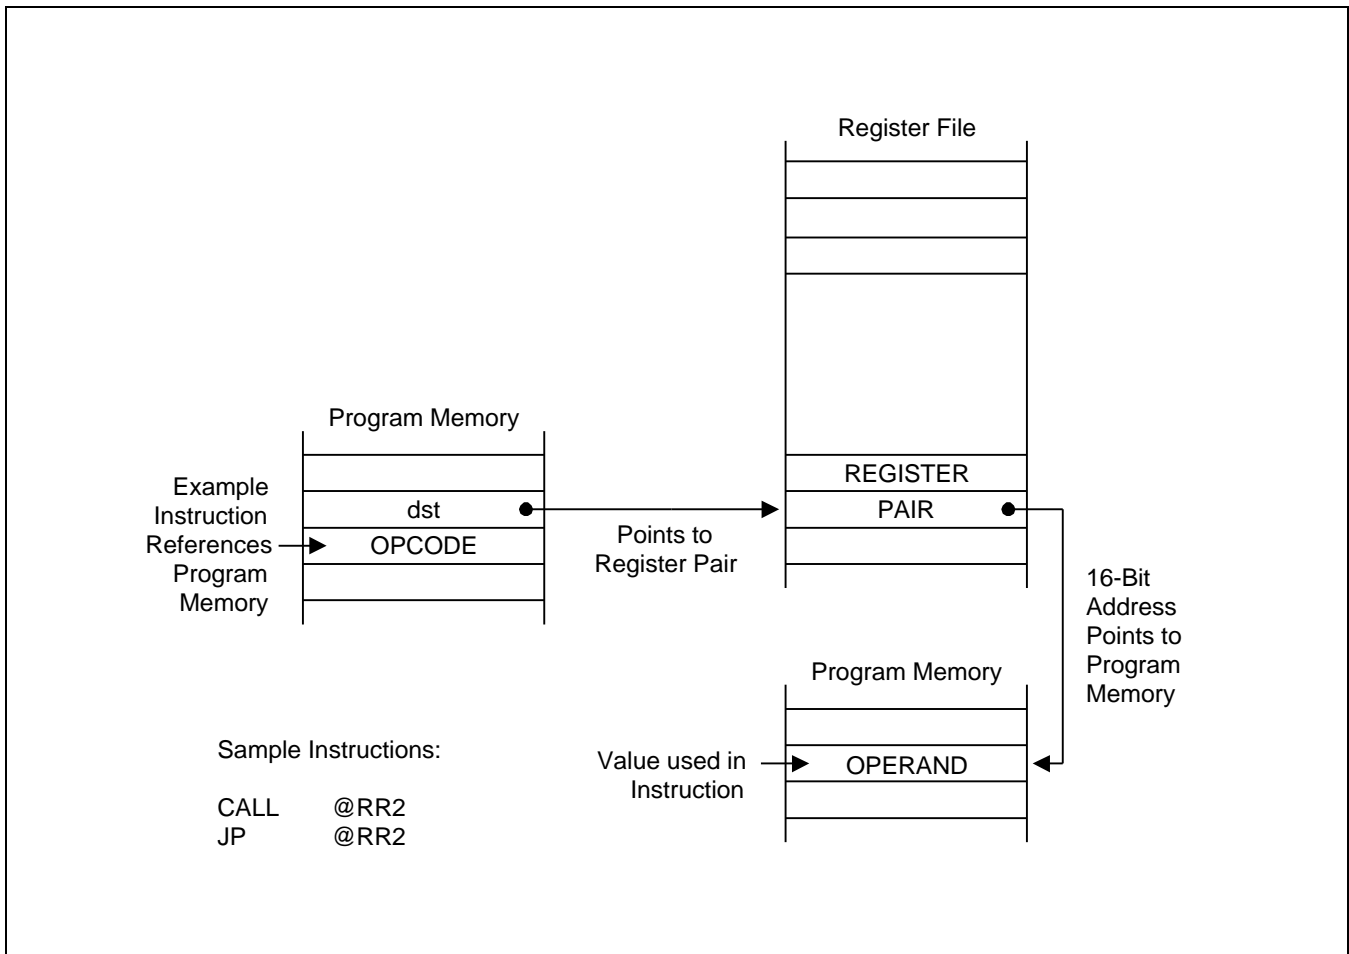 Register File
Program Memory
REGISTER
PAIR
Example
Instruction
References
Program
Memory
dst
OPCODE
Points to
Register Pair
16-Bit
Address
Points to
Program
Memory
Program Memory
Sample Instructions:
CALL @RR2
JP @RR2
Value used in
Instruction
OPERAND